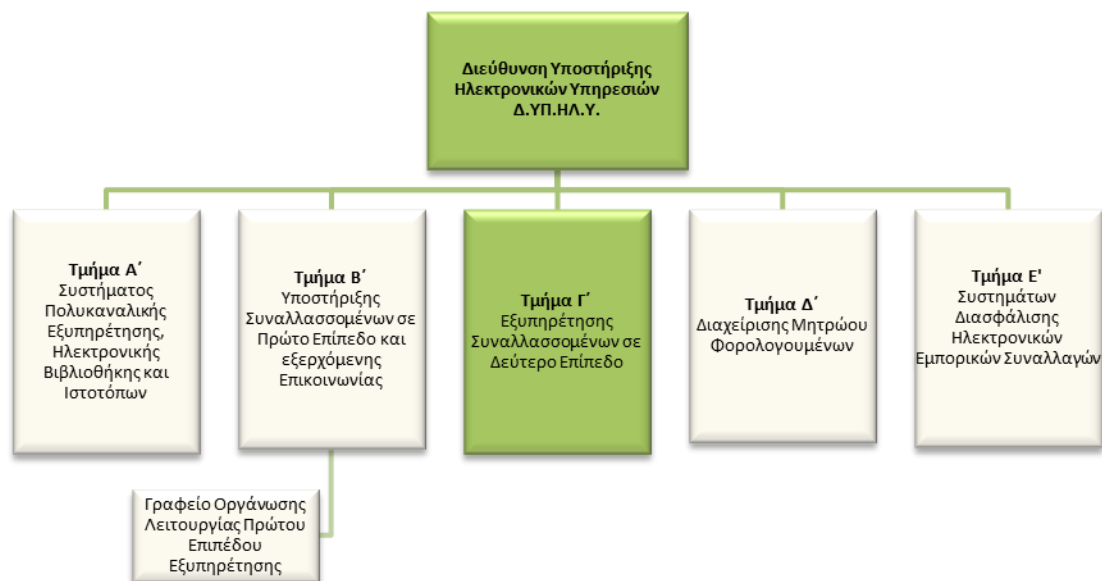 Διεύθυνση Υποστήριξης
Ηλεκτρονικών Υπηρεσιών
Δ.ΥΠ.ΗΛ.Υ.
Τμήμα Α΄
Συστήματος
Πολυκαναλικής
Εξυπηρέτησης,
Ηλεκτρονικής
Βιβλιοθήκης και
Ιστοτόπων
Τμήμα Β΄
Υποστήριξης
Συναλλασσομένων σε
Πρώτο Επίπεδο και
εξερχόμενης
Επικοινωνίας
Τμήμα Γ΄
Εξυπηρέτησης
Συναλλασσομένων σε
Δεύτερο Επίπεδο
Τμήμα Δ΄
Διαχείρισης Μητρώου
Φορολογουμένων
Τμήμα Ε'
Συστημάτων
Διασφάλισης
Ηλεκτρονικών
Εμπορικών Συναλλαγών
Γραφείο Οργάνωσης
Λειτουργίας Πρώτου
Επιπέδου
Εξυπηρέτησης